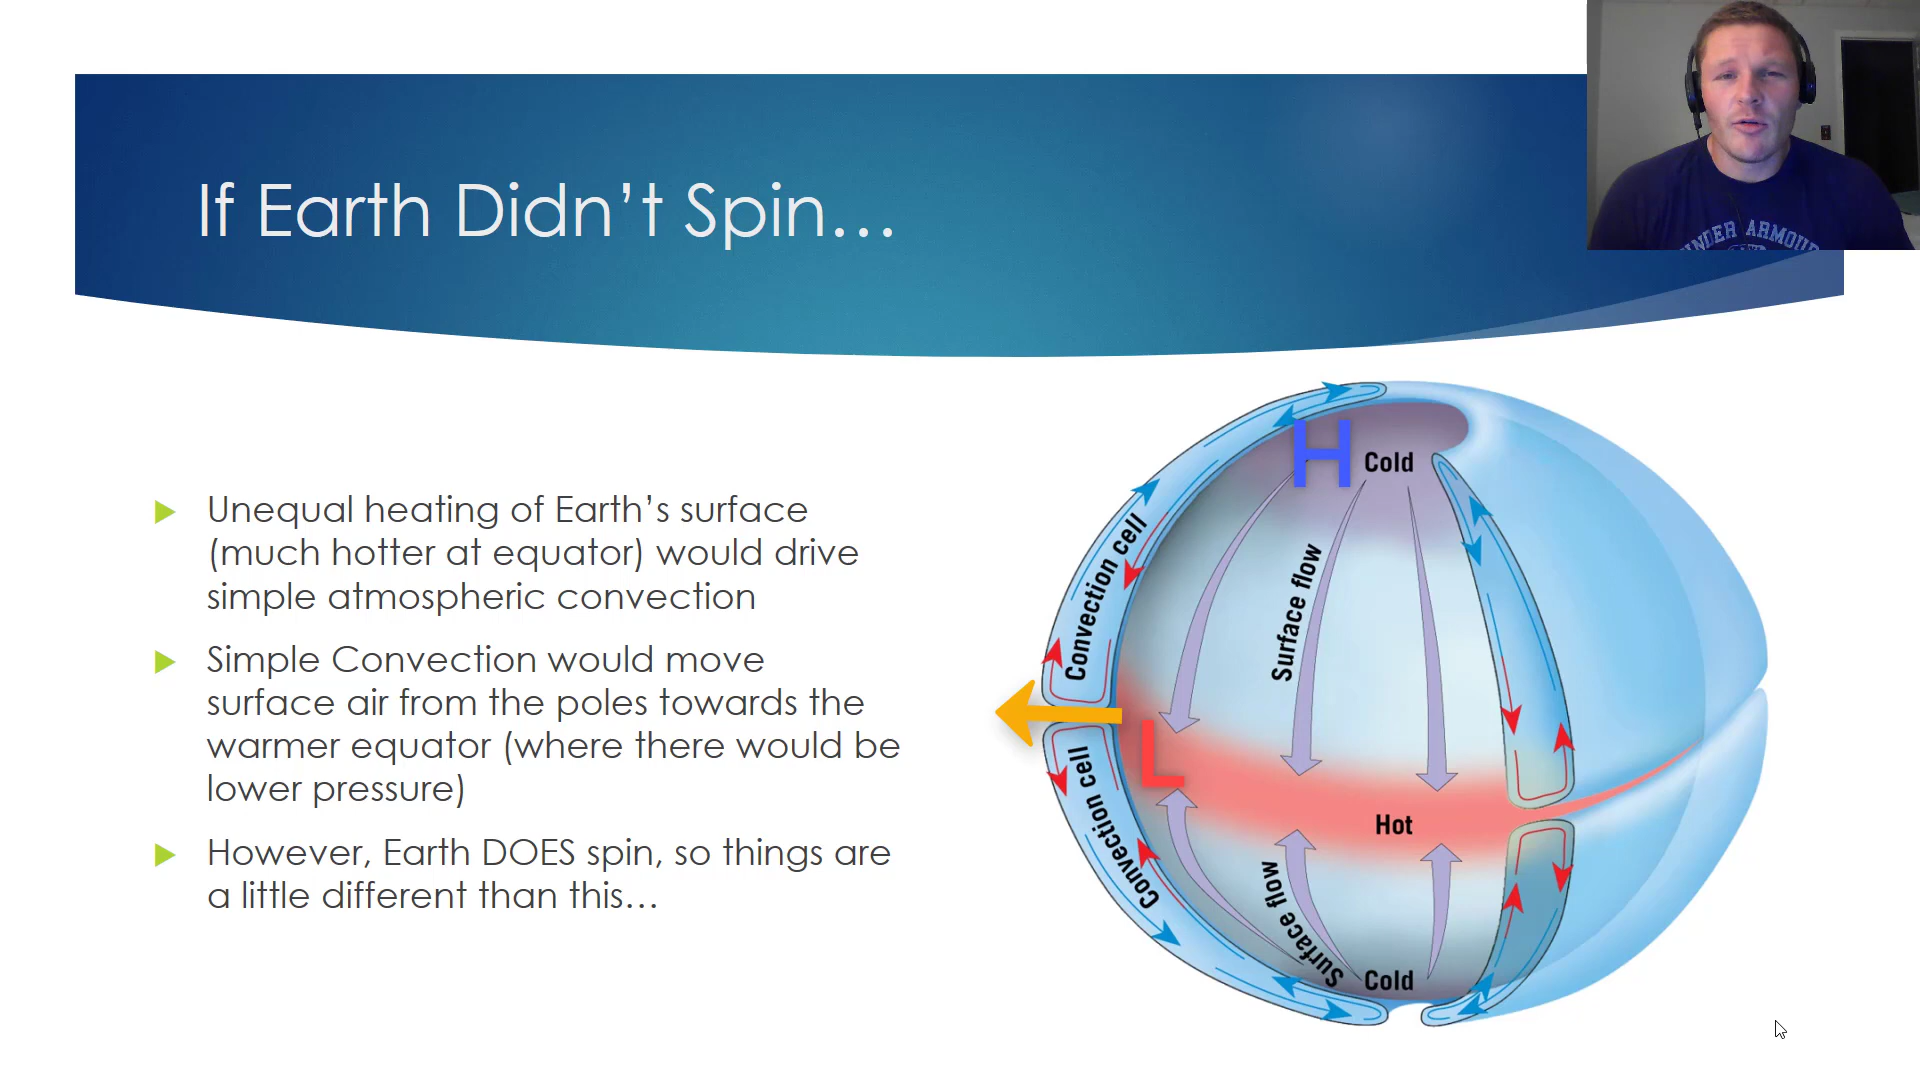 If Earth Didn’t Spin...
UNDER ARMOUR
Unequal heating of Earth’s surface
(much hotter at equator) would drive
simple atmospheric convection
Simple Convection would move
surface air from the poles towards the
warmer equator (where there would be
lower pressure)
However, Earth DOES spin, so things are
a little different than this…
H
Cold
Convection cell
Surface flow
L
Hot
Convection cell
Surface flow
Cold